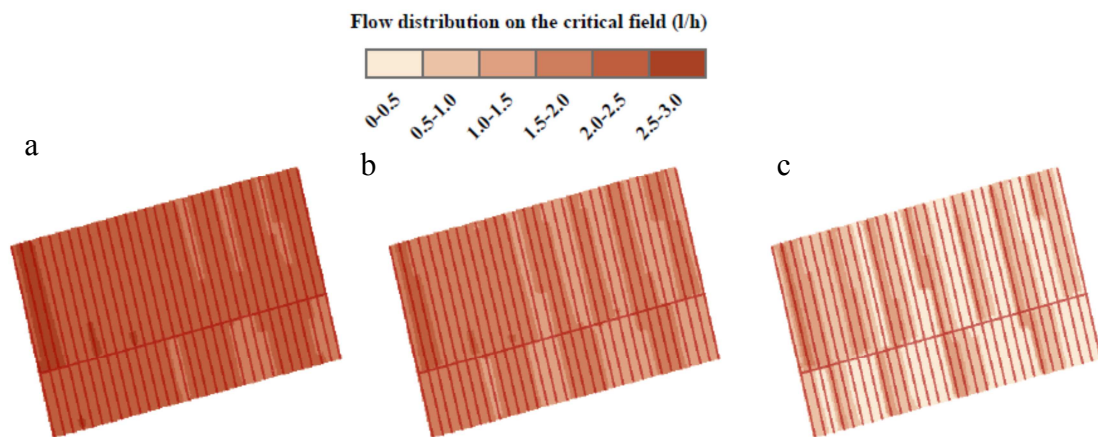 Flow distribution on the critical field (l/h)
0-0.5
0.5-1.0
1.0-1.5
1.5-2.0
2.0-2.5
2.5-3.0
a
b
c